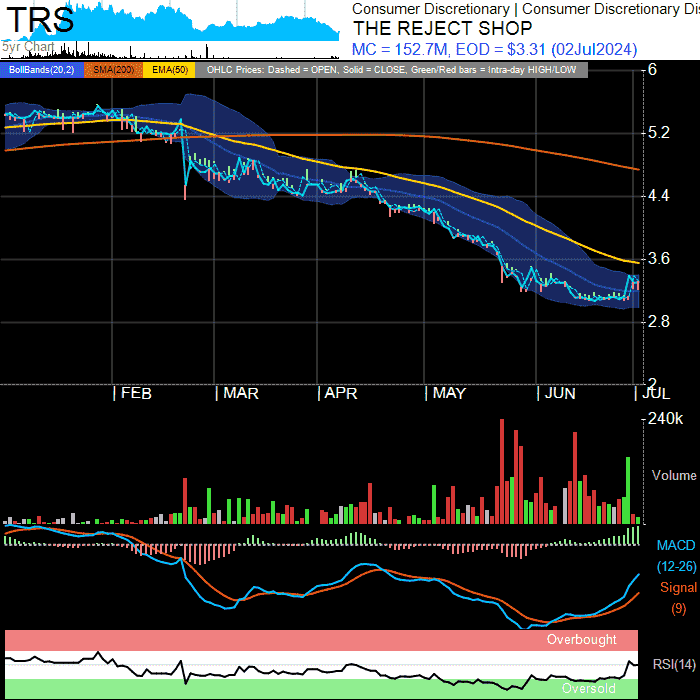 TRS
Consumer Discretionary | Consumer Discretionary Dis
THE REJECT SHOP
5yr Chart
MC = 152.7M, EOD = $3.31 (02Jul2024)
BollBands(20,2) SMA(200) EMA(50) OHLC Prices: Dashed = OPEN, Solid = CLOSE, Green/Red bars = Intra-day HIGH/LOW
6
5.2
4.4
3.6
2.8
2
FEB MAR APR MAY JUN JUL
240k
Volume
MACD
(12-26)
Signal
(9)
Overbought
RSI(14)
Oversold